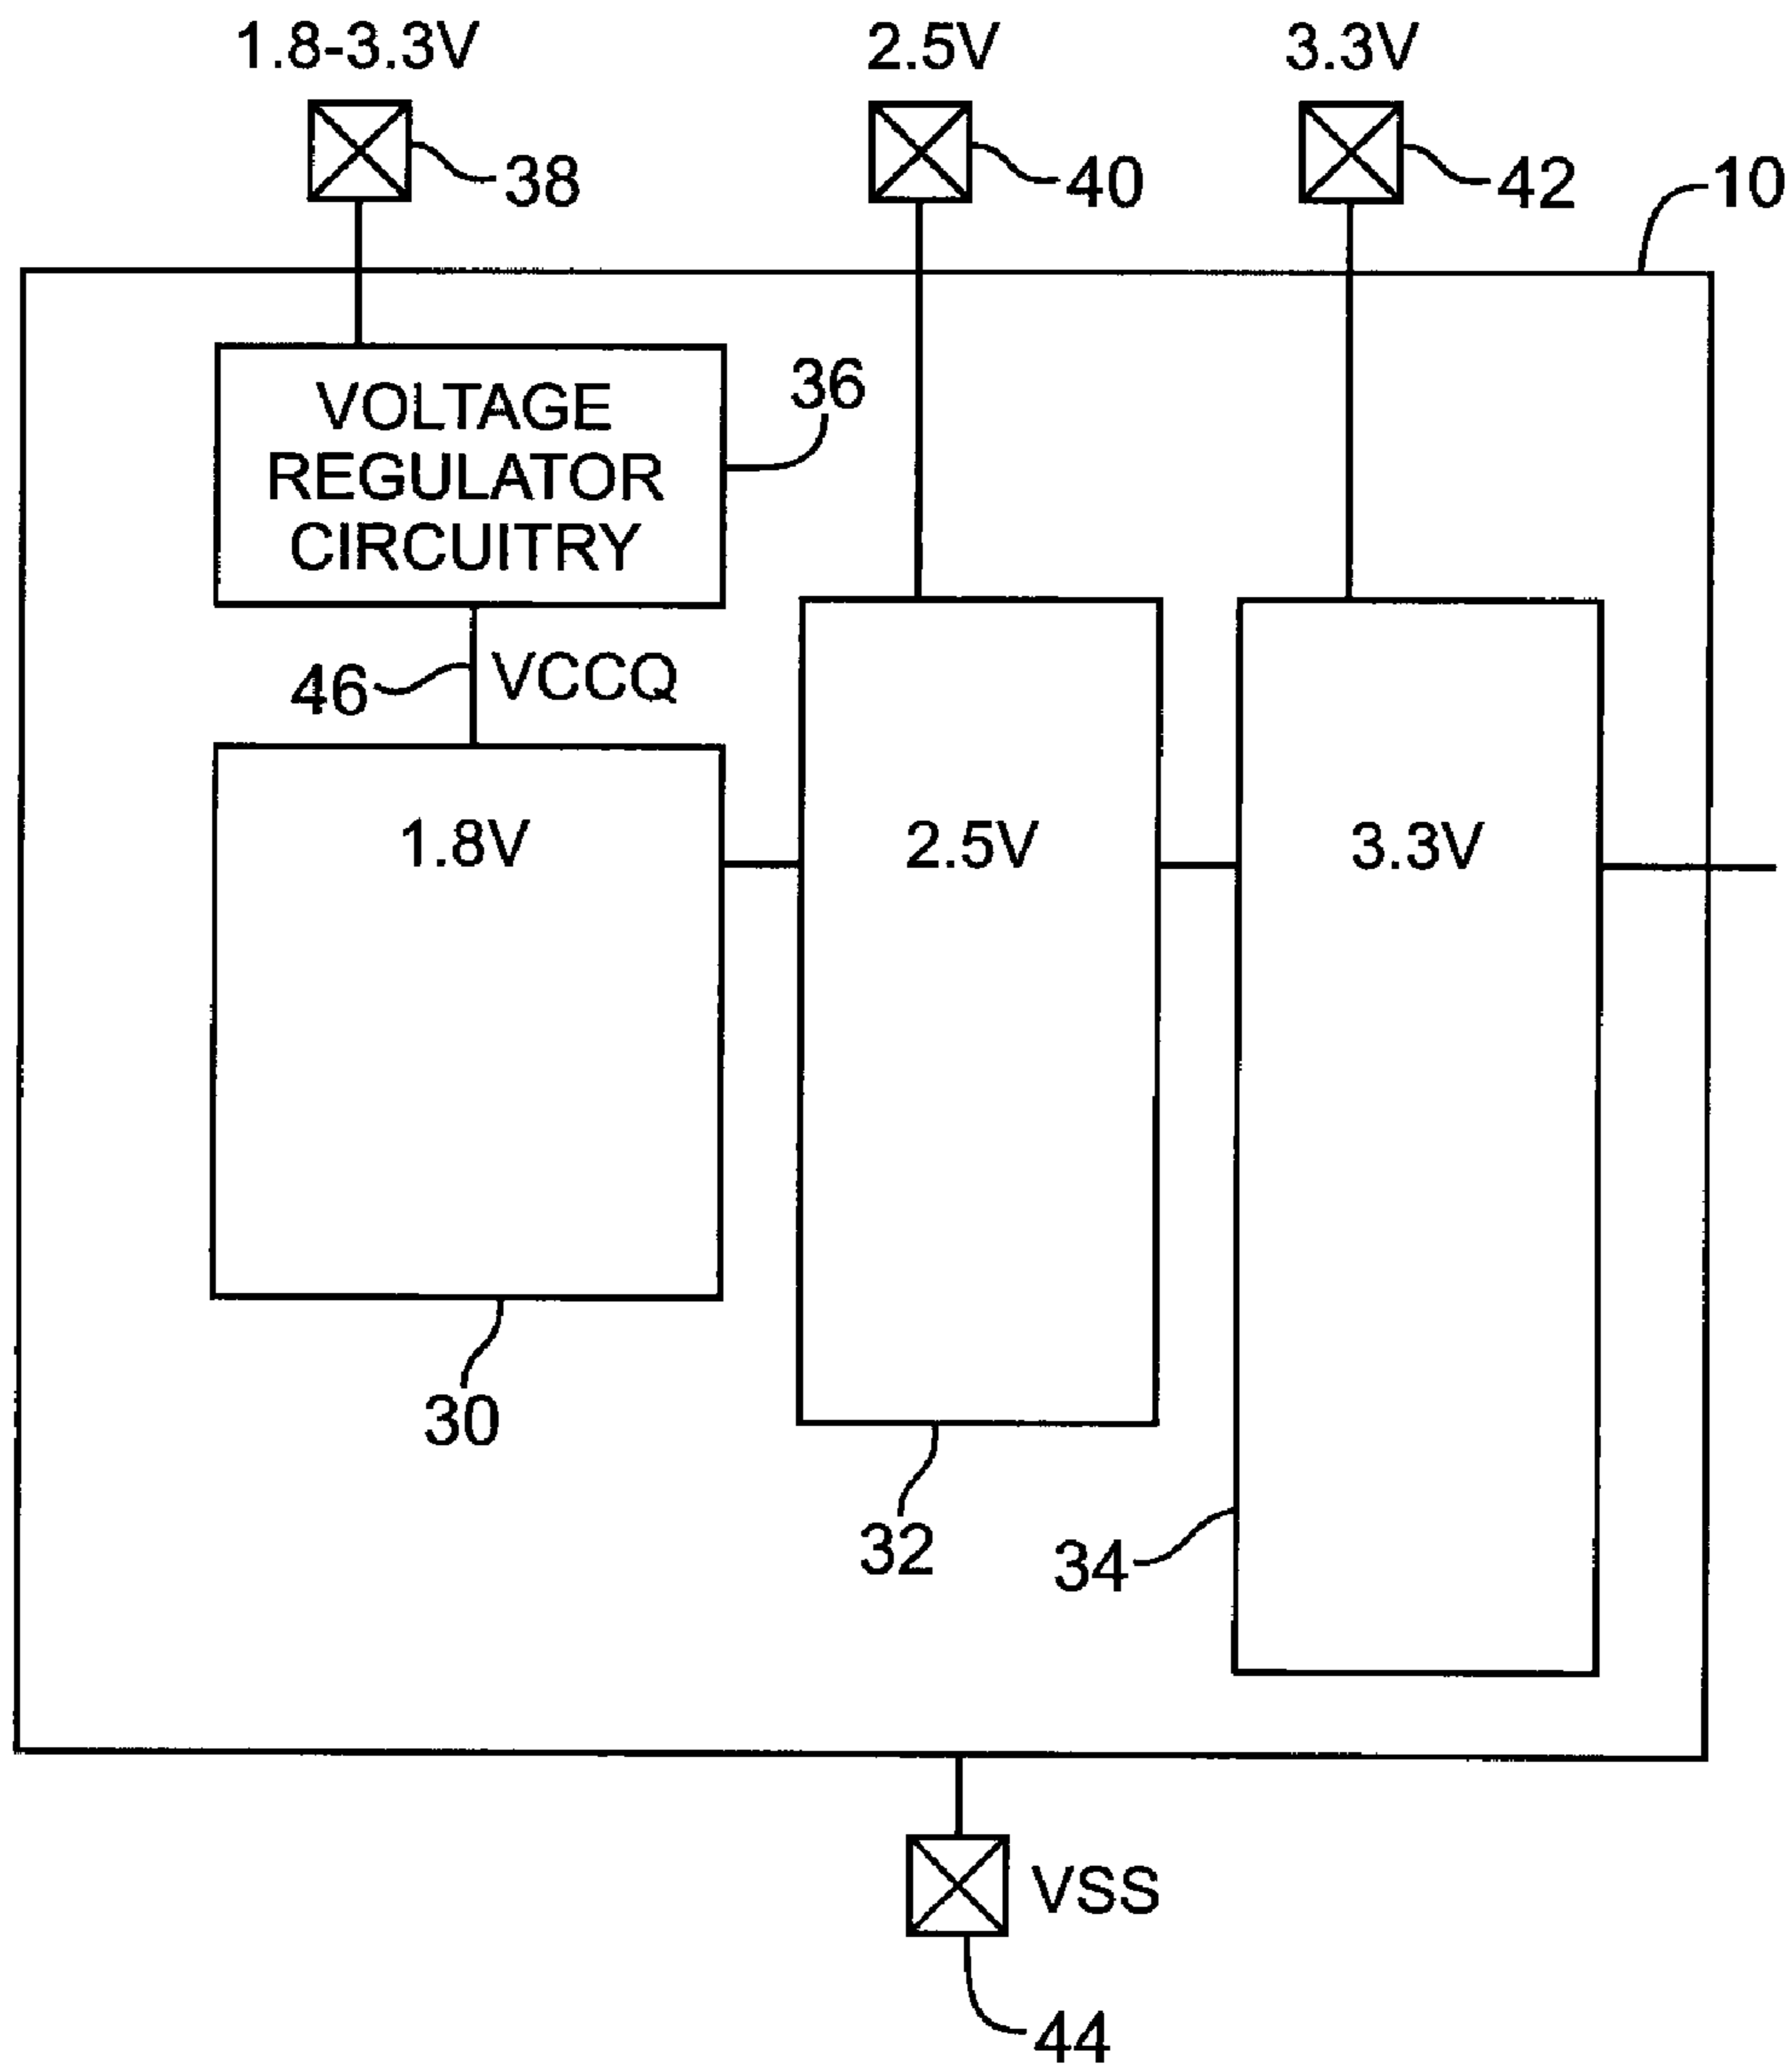 1.8-3.3V
2.5V
3.3V
38
40
42
10
VOLTAGE
REGULATOR
CIRCUITRY
36
46
VCCQ
1.8V
2.5V
3.3V
30
32
34
VSS
44